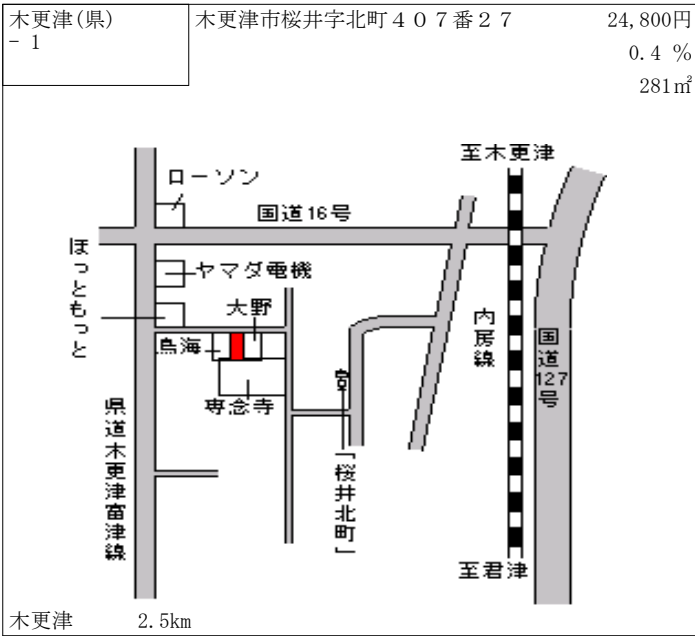 木更津(県)
- 1
木更津市桜井字北町４０７番２７
24,800円
0.4 %
281㎡
至木更津
ローソン
国道16号
ほっともっと
ヤマダ電機
大野
鳥海
専念寺
内房線
国道127号
「桜井北町」
県道木更津富津線
至君津
木更津 2.5km